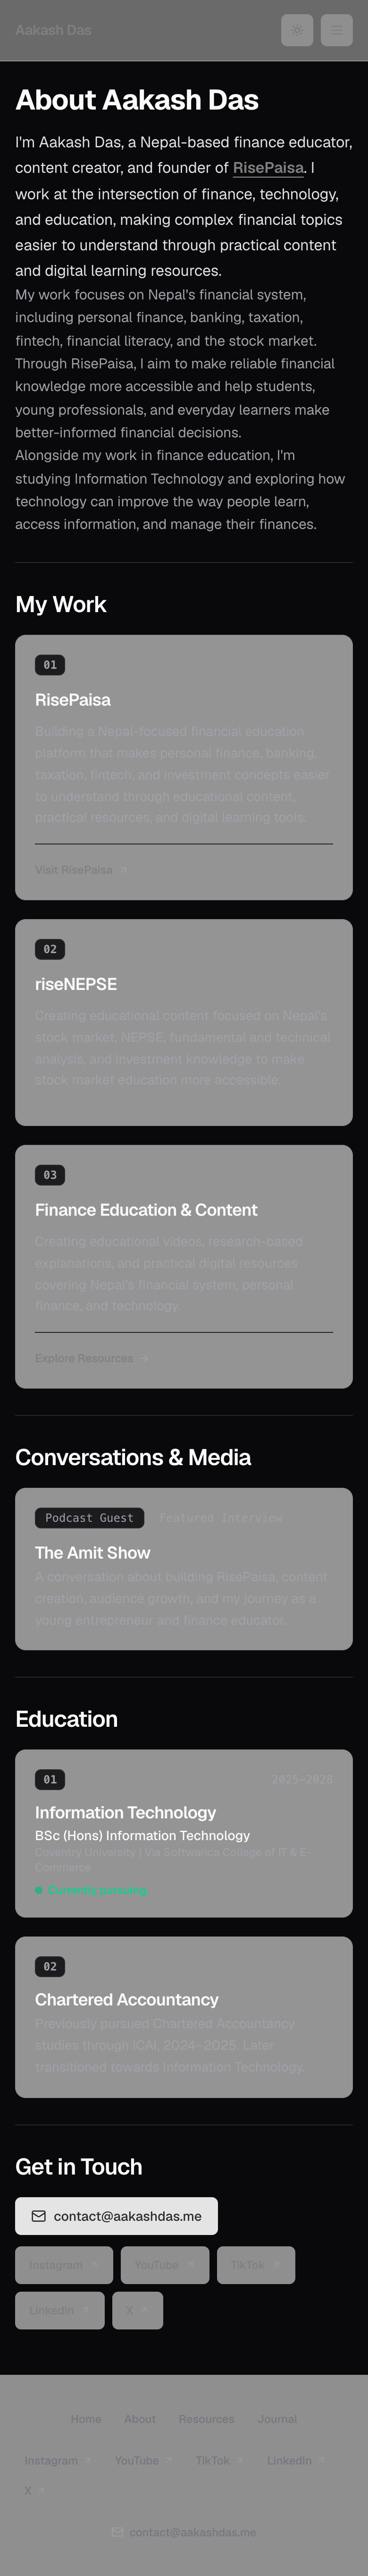 Aakash Das
About Aakash Das
I'm Aakash Das, a Nepal-based finance educator,
content creator, and founder of RisePaisa. I
work at the intersection of finance, technology,
and education, making complex financial topics
easier to understand through practical content
and digital learning resources.
My work focuses on Nepal's financial system,
including personal finance, banking, taxation,
fintech, financial literacy, and the stock market.
Through RisePaisa, I aim to make reliable financial
knowledge more accessible and help students,
young professionals, and everyday learners make
better-informed financial decisions.
Alongside my work in finance education, I'm
studying Information Technology and exploring how
technology can improve the way people learn,
access information, and manage their finances.
My Work
01
RisePaisa
Building a Nepal-focused financial education
platform that makes personal finance, banking,
taxation, fintech, and investment concepts easier
to understand through educational content,
practical resources, and digital learning tools.
Visit RisePaisa ↗
02
riseNEPSE
Creating educational content focused on Nepal's
stock market, NEPSE, fundamental and technical
analysis, and investment knowledge to make
stock market education more accessible.
03
Finance Education & Content
Creating educational videos, research-based
explanations, and practical digital resources
covering Nepal's financial system, personal
finance, and technology.
Explore Resources →
Conversations & Media
Podcast Guest Featured Interview
The Amit Show
A conversation about building RisePaisa, content
creation, audience growth, and my journey as a
young entrepreneur and finance educator.
Education
01 2025–2028
Information Technology
BSc (Hons) Information Technology
Coventry University | Via Softwarica College of IT & E-
Commerce
Currently pursuing
02
Chartered Accountancy
Previously pursued Chartered Accountancy
studies through ICAI, 2024–2025. Later
transitioned towards Information Technology.
Get in Touch
contact@aakashdas.me
Instagram ↗ YouTube ↗ TikTok ↗
LinkedIn ↗ X ↗
Home About Resources Journal
Instagram ↗ YouTube ↗ TikTok ↗ LinkedIn ↗
X ↗
contact@aakashdas.me